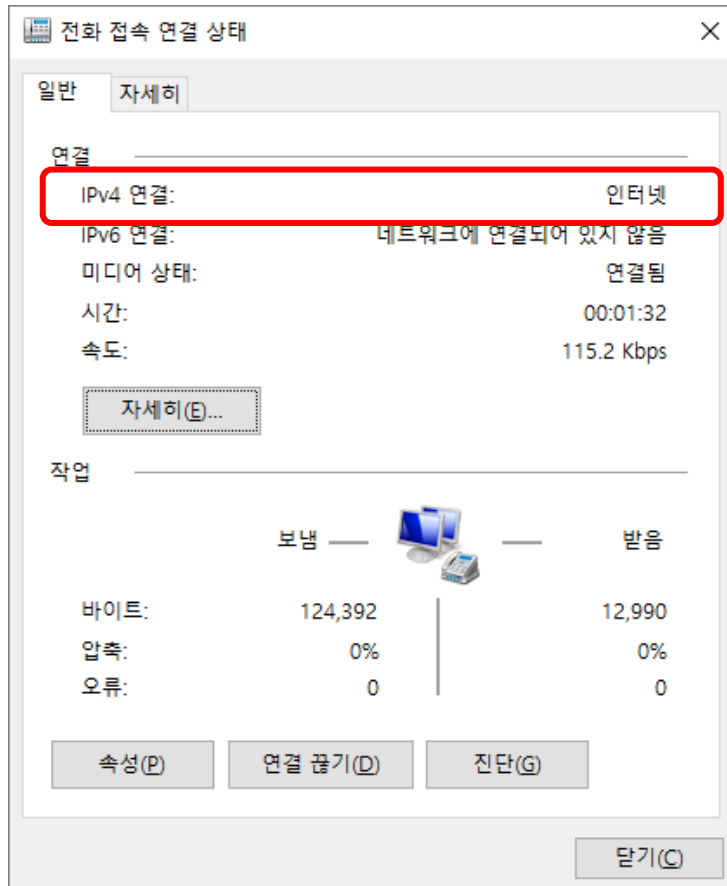 전화 접속 연결 상태
일반 자세히
연결
IPv4 연결: 인터넷
IPv6 연결: 네트워크에 연결되어 있지 않음
미디어 상태: 연결됨
시간: 00:01:32
속도: 115.2 Kbps
자세히(E)...
작업
보냄 받음
바이트: 124,392 12,990
압축: 0% 0%
오류: 0 0
속성(P) 연결 끊기(D) 진단(G)
닫기(C)